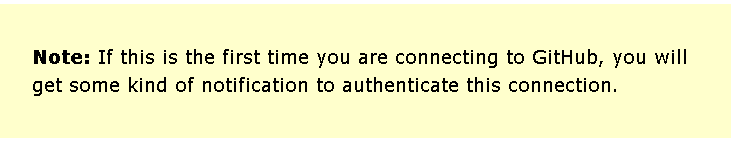 Note: If this is the first time you are connecting to GitHub, you will
get some kind of notification to authenticate this connection.